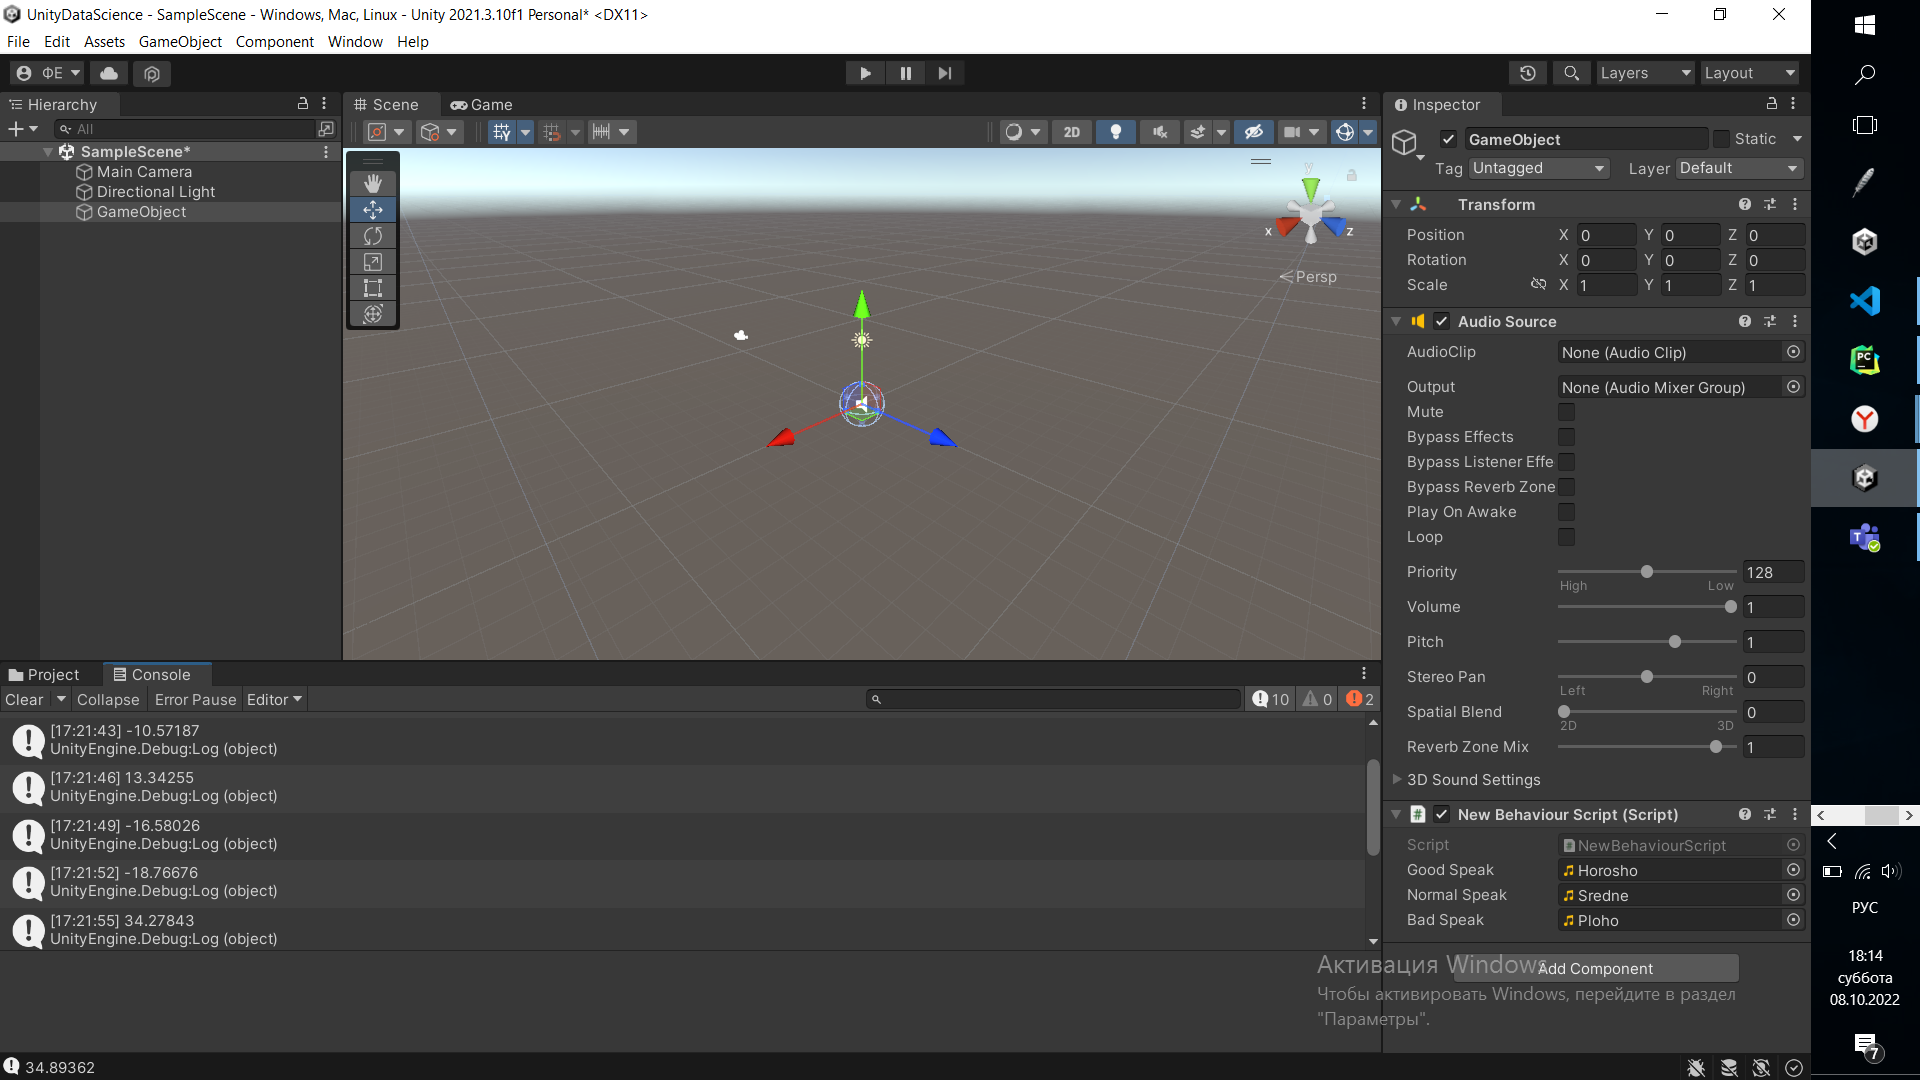 UnityDataScience - SampleScene - Windows, Mac, Linux - Unity 2021.3.10f1 Personal* <DX11>
File Edit Assets GameObject Component Window Help
ФЕ
Layers Layout
Hierarchy
All
SampleScene*
Main Camera
Directional Light
GameObject
Scene Game
2D
y
x
z
Persp
Inspector
GameObject Static
Tag Untagged Layer Default
Transform
Position X 0 Y 0 Z 0
Rotation X 0 Y 0 Z 0
Scale X 1 Y 1 Z 1
Audio Source
AudioClip None (Audio Clip)
Output None (Audio Mixer Group)
Mute
Bypass Effects
Bypass Listener Effe
Bypass Reverb Zone
Play On Awake
Loop
Priority 128
High Low
Volume 1
Pitch 1
Stereo Pan 0
Left Right
Spatial Blend 0
2D 3D
Reverb Zone Mix 1
3D Sound Settings
New Behaviour Script (Script)
Script NewBehaviourScript
Good Speak Horosho
Normal Speak Sredne
Bad Speak Ploho
Add Component
Project Console
Clear Collapse Error Pause Editor
10 0 2
[17:21:43] -10.57187
UnityEngine.Debug:Log (object)
[17:21:46] 13.34255
UnityEngine.Debug:Log (object)
[17:21:49] -16.58026
UnityEngine.Debug:Log (object)
[17:21:52] -18.76676
UnityEngine.Debug:Log (object)
[17:21:55] 34.27843
UnityEngine.Debug:Log (object)
Активация Windows
Чтобы активировать Windows, перейдите в раздел
"Параметры".
34.89362
PC
Y
T
РУС
18:14
суббота
08.10.2022
7